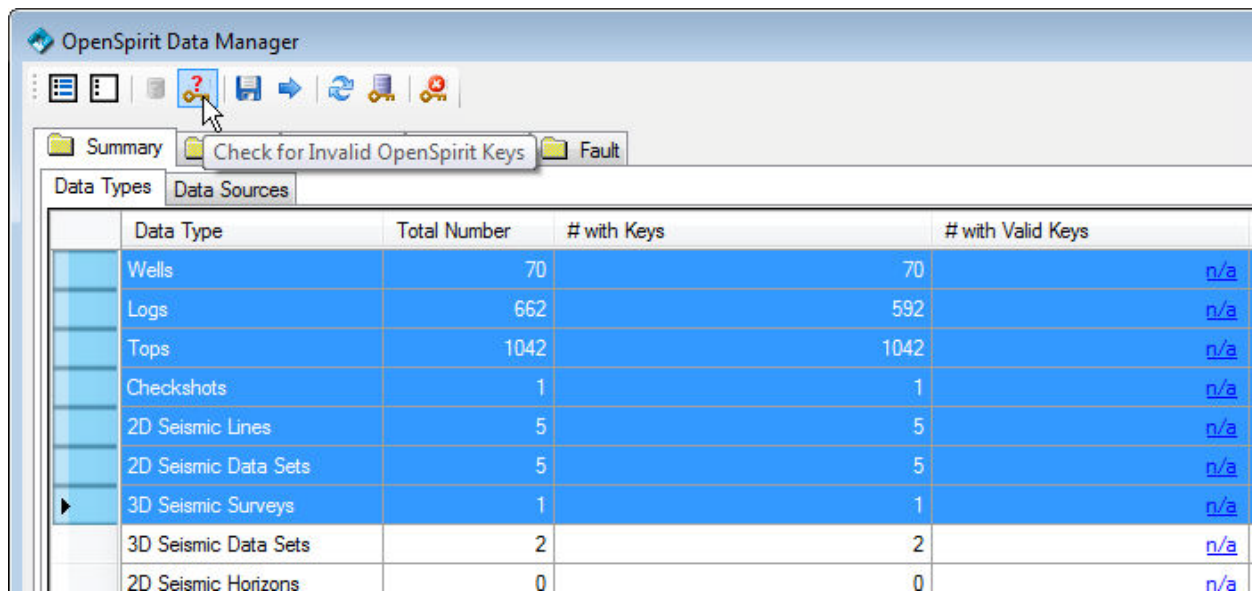 OpenSpirit Data Manager
Summary Check for Invalid OpenSpirit Keys Fault
Data Types Data Sources
Data Type Total Number # with Keys # with Valid Keys
Wells 70 70 n/a
Logs 662 592 n/a
Tops 1042 1042 n/a
Checkshots 1 1 n/a
2D Seismic Lines 5 5 n/a
2D Seismic Data Sets 5 5 n/a
3D Seismic Surveys 1 1 n/a
3D Seismic Data Sets 2 2 n/a
2D Seismic Horizons 0 0 n/a